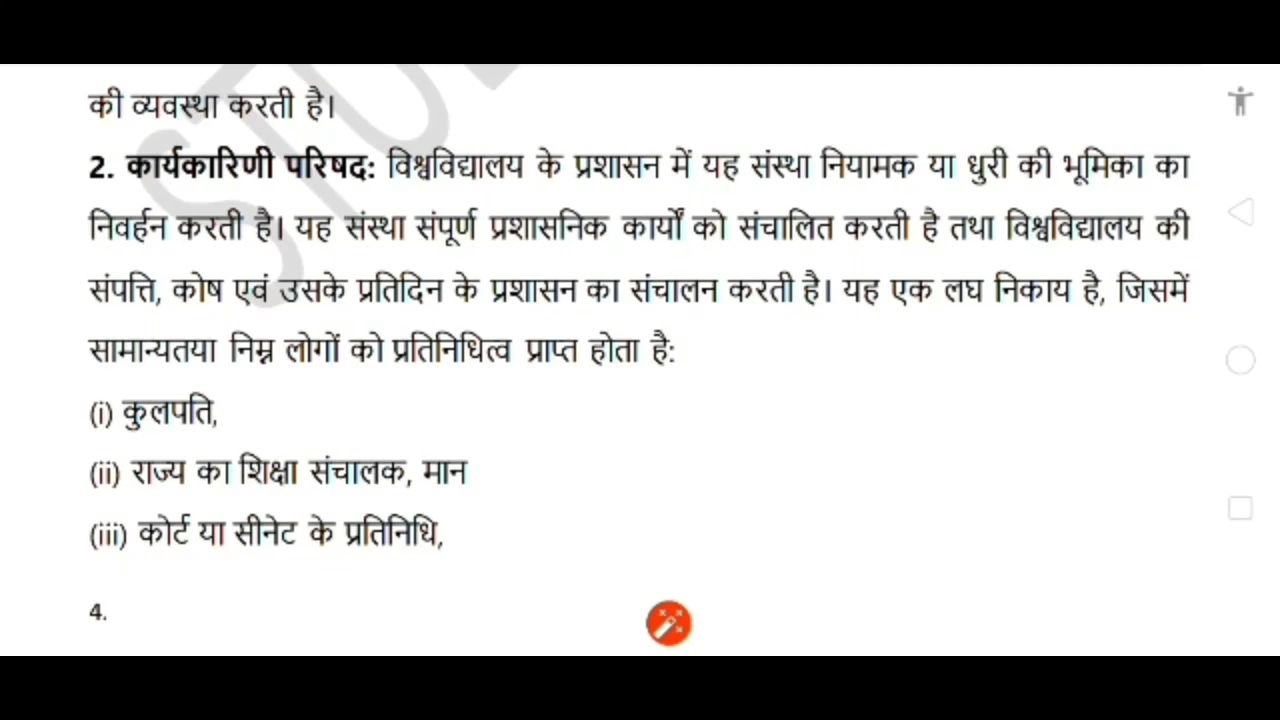 की व्यवस्था करती है।
2. कार्यकारिणी परिषद: विश्वविद्यालय के प्रशासन में यह संस्था नियामक या धुरी की भूमिका का
निवर्हन करती है। यह संस्था संपूर्ण प्रशासनिक कार्यों को संचालित करती है तथा विश्वविद्यालय की
संपत्ति, कोष एवं उसके प्रतिदिन के प्रशासन का संचालन करती है। यह एक लघ निकाय है, जिसमें
सामान्यतया निम्न लोगों को प्रतिनिधित्व प्राप्त होता है:
(i) कुलपति,
(ii) राज्य का शिक्षा संचालक, मान
(iii) कोर्ट या सीनेट के प्रतिनिधि,
4.